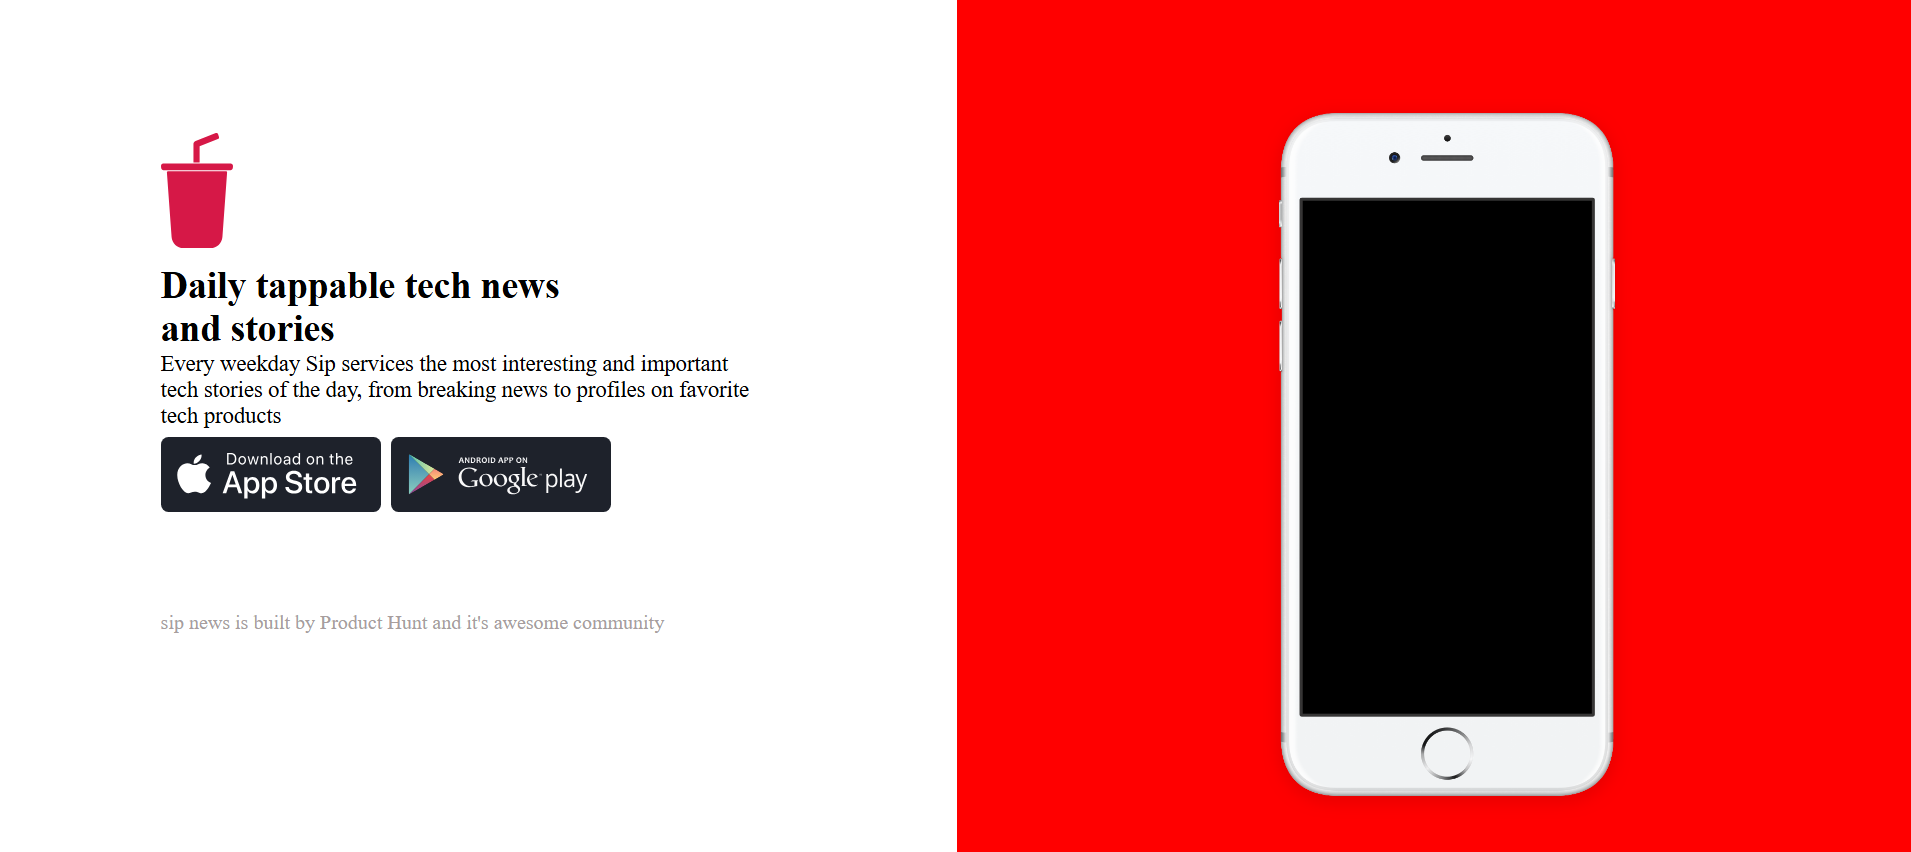 Daily tappable tech news
and stories
Every weekday Sip services the most interesting and important
tech stories of the day, from breaking news to profiles on favorite
tech products
Download on the
App Store
ANDROID APP ON
Google play
sip news is built by Product Hunt and it's awesome community